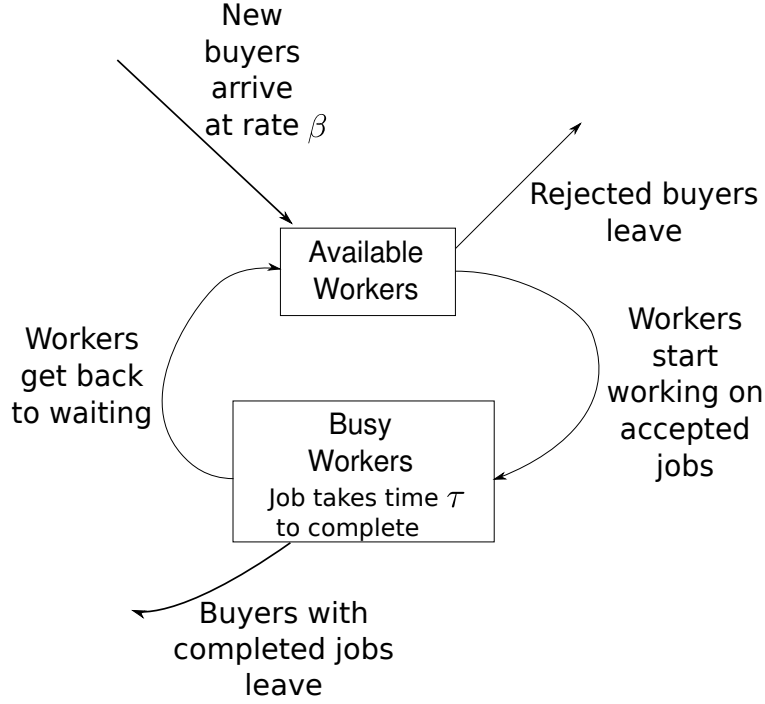 New
buyers
arrive
at rate β
Rejected buyers
leave
Available
Workers
Workers
get back
to waiting
Workers
start
working on
accepted
jobs
Busy
Workers
Job takes time τ
to complete
Buyers with
completed jobs
leave